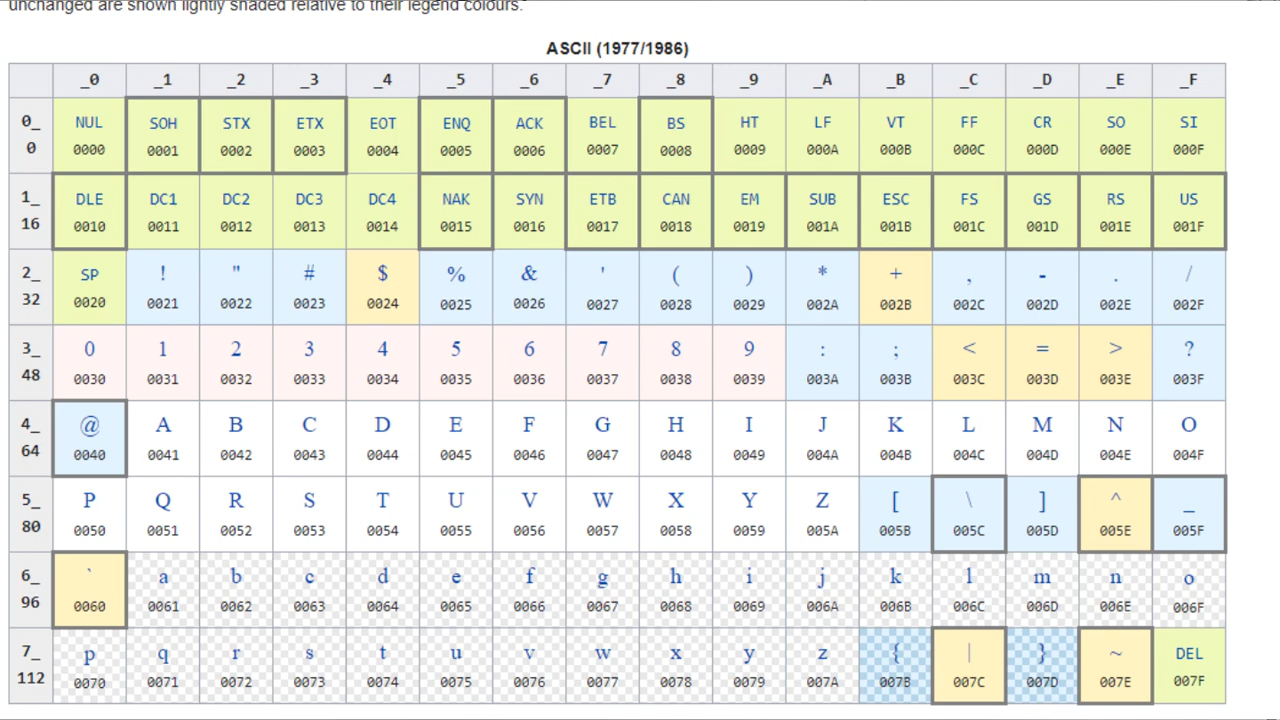 unchanged are shown lightly shaded relative to their legend colours.
ASCII (1977/1986)
_0 _1 _2 _3 _4 _5 _6 _7 _8 _9 _A _B _C _D _E _F
0_ NUL SOH STX ETX EOT ENQ ACK BEL BS HT LF VT FF CR SO SI
0 0000 0001 0002 0003 0004 0005 0006 0007 0008 0009 000A 000B 000C 000D 000E 000F
1_ DLE DC1 DC2 DC3 DC4 NAK SYN ETB CAN EM SUB ESC FS GS RS US
16 0010 0011 0012 0013 0014 0015 0016 0017 0018 0019 001A 001B 001C 001D 001E 001F
2_ SP ! " # $ % & ' ( ) * + , - . /
32 0020 0021 0022 0023 0024 0025 0026 0027 0028 0029 002A 002B 002C 002D 002E 002F
3_ 0 1 2 3 4 5 6 7 8 9 : ; < = > ?
48 0030 0031 0032 0033 0034 0035 0036 0037 0038 0039 003A 003B 003C 003D 003E 003F
4_ @ A B C D E F G H I J K L M N O
64 0040 0041 0042 0043 0044 0045 0046 0047 0048 0049 004A 004B 004C 004D 004E 004F
5_ P Q R S T U V W X Y Z [ \ ] ^ _
80 0050 0051 0052 0053 0054 0055 0056 0057 0058 0059 005A 005B 005C 005D 005E 005F
6_ ` a b c d e f g h i j k l m n o
96 0060 0061 0062 0063 0064 0065 0066 0067 0068 0069 006A 006B 006C 006D 006E 006F
7_ p q r s t u v w x y z { | } ~ DEL
112 0070 0071 0072 0073 0074 0075 0076 0077 0078 0079 007A 007B 007C 007D 007E 007F